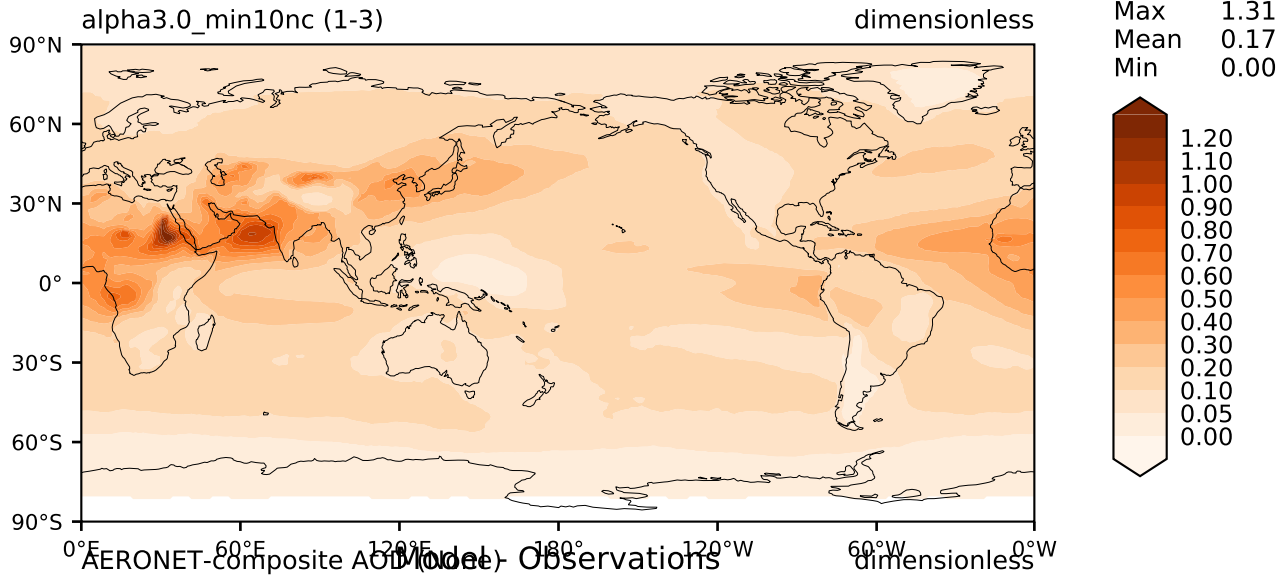 alpha3.0_min10nc (1-3) dimensionless
Max 1.31
Mean 0.17
Min 0.00
90°N
60°N
30°N
0°
30°S
60°S
90°S
1.20
1.10
1.00
0.90
0.80
0.70
0.60
0.50
0.40
0.30
0.20
0.10
0.05
0.00
0°E 60°E 120°E 180° 120°W 60°W 0°W
AERONET-composite AOD (None) dimensionless
Model - Observations